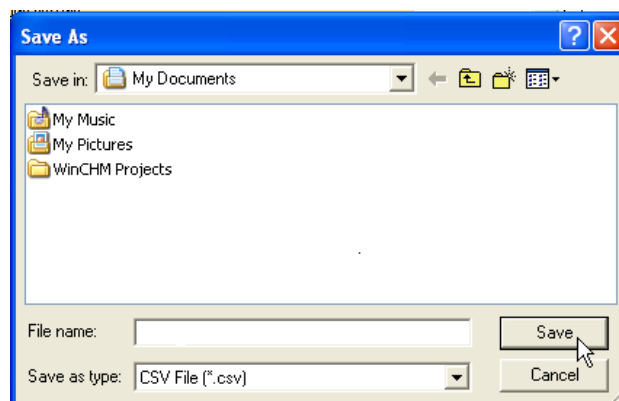 Save As
Save in: My Documents
My Music
My Pictures
WinCHM Projects
File name:
Save
Save as type: CSV File (*.csv)
Cancel